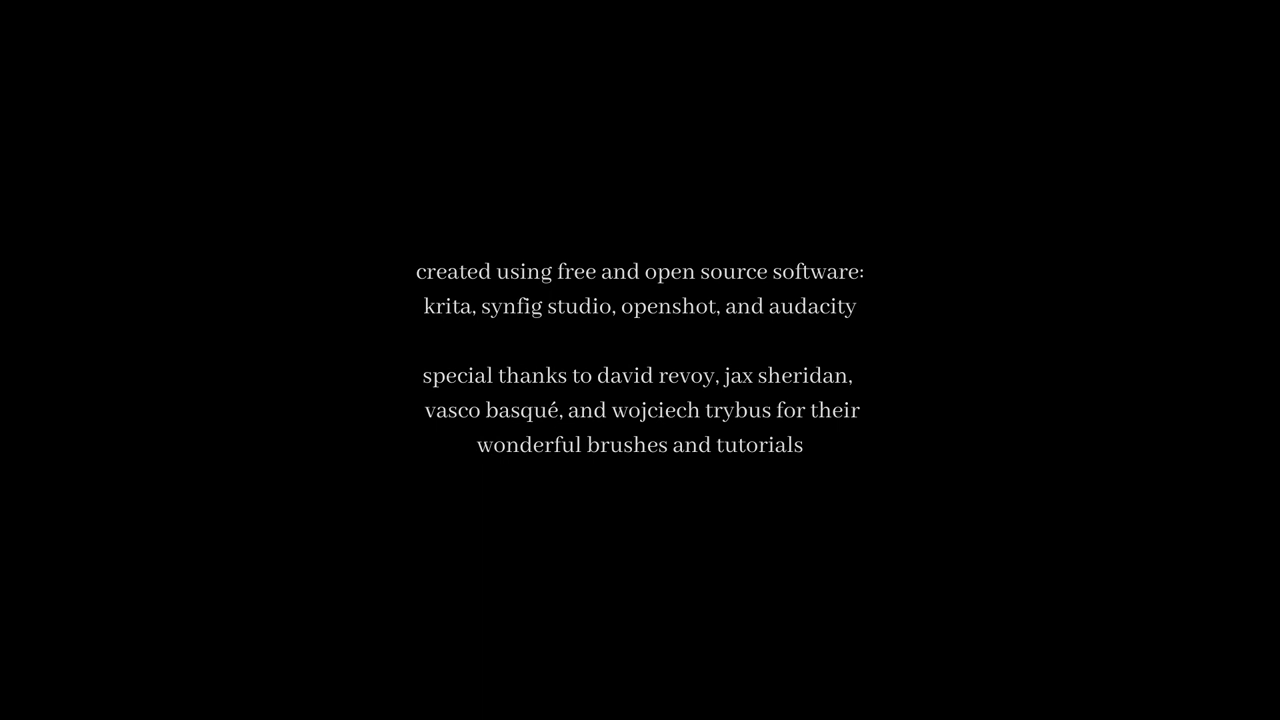 created using free and open source software:
krita, synfig studio, openshot, and audacity
special thanks to david revoy, jax sheridan,
vasco basqué, and wojciech trybus for their
wonderful brushes and tutorials